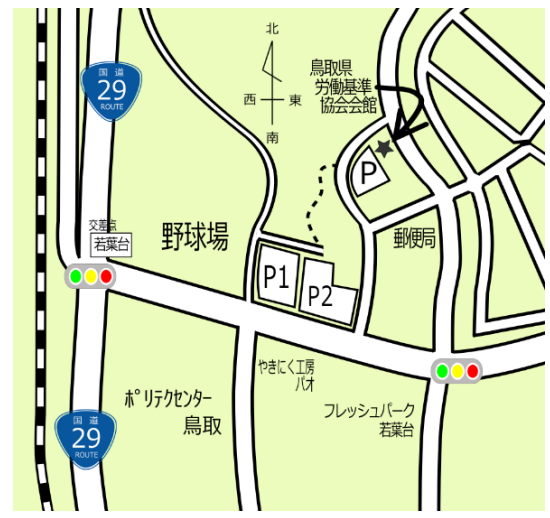 北
西
東
南
国道
29
ROUTE
鳥取県
労働基準
協会会館
P
交差点
若葉台
野球場
郵便局
P1
P2
やきにく工房
パオ
ポリテクセンター
鳥取
フレッシュパーク
若葉台
国道
29
ROUTE